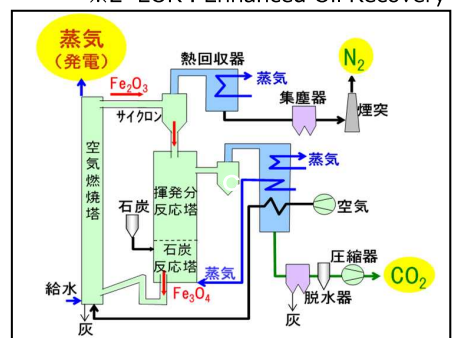 ※2 EOR : Enhanced Oil Recovery
蒸気
(発電)
Fe₂O₃
サイクロン
熱回収器
蒸気
集塵器
N₂
煙突
空気燃焼塔
揮発分
反応塔
石炭
石炭
反応塔
C
蒸気
空気
蒸気
圧縮器
CO₂
脱水器
灰
給水
灰
Fe₃O₄